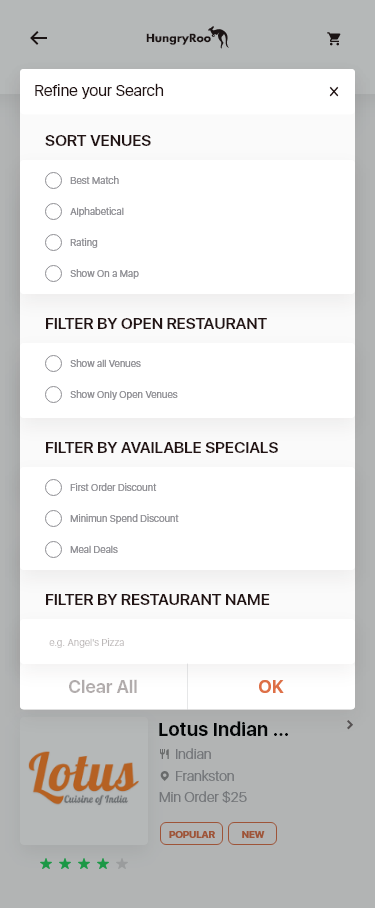 HungryRoo
Refine your Search
SORT VENUES
Best Match
Alphabetical
Rating
Show On a Map
FILTER BY OPEN RESTAURANT
Show all Venues
Show Only Open Venues
FILTER BY AVAILABLE SPECIALS
First Order Discount
Minimun Spend Discount
Meal Deals
FILTER BY RESTAURANT NAME
e.g. Angel's Pizza
Clear All OK
Lotus
Cuisine of India
Lotus Indian ...
Indian
Frankston
Min Order $25
POPULAR NEW